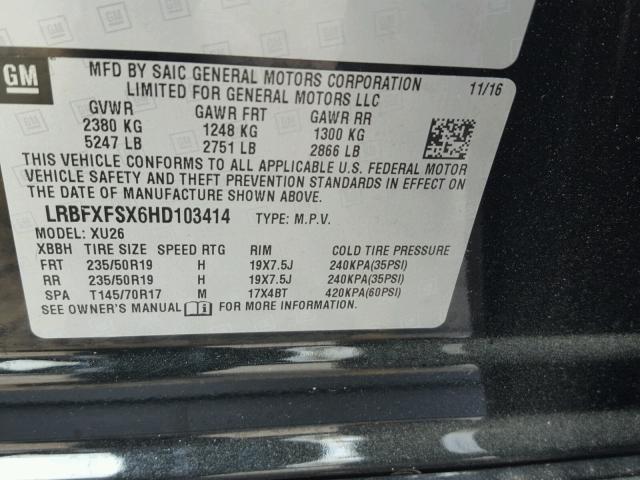 GM
MFD BY SAIC GENERAL MOTORS CORPORATION
LIMITED FOR GENERAL MOTORS LLC
11/16
GVWR GAWR FRT GAWR RR
2380 KG 1248 KG 1300 KG
5247 LB 2751 LB 2866 LB
THIS VEHICLE CONFORMS TO ALL APPLICABLE U.S. FEDERAL MOTOR
VEHICLE SAFETY AND THEFT PREVENTION STANDARDS IN EFFECT ON
THE DATE OF MANUFACTURE SHOWN ABOVE.
LRBFXFSX6HD103414 TYPE: M.P.V.
MODEL: XU26
XBBH TIRE SIZE SPEED RTG RIM COLD TIRE PRESSURE
FRT 235/50R19 H 19X7.5J 240KPA(35PSI)
RR 235/50R19 H 19X7.5J 240KPA(35PSI)
SPA T145/70R17 M 17X4BT 420KPA(60PSI)
SEE OWNER'S MANUAL FOR MORE INFORMATION.